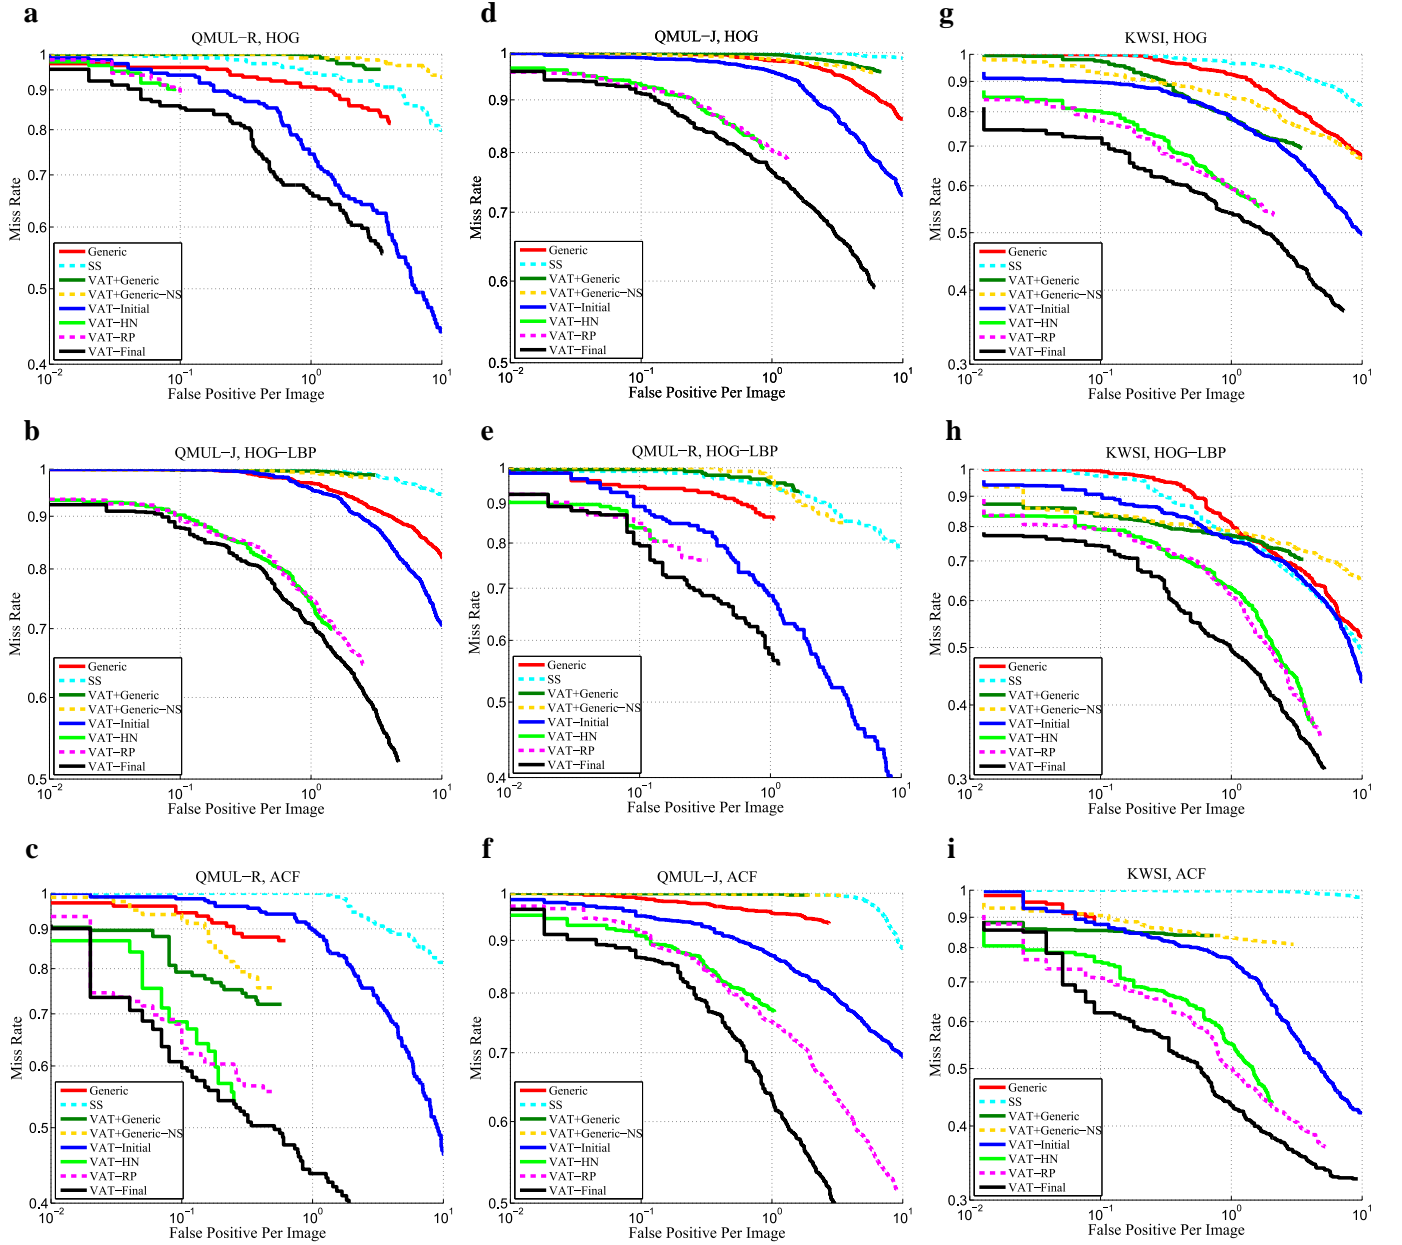 a
QMUL−R, HOG
Miss Rate
1
0.9
0.8
0.7
0.6
0.5
0.4
Generic
SS
VAT+Generic
VAT+Generic−NS
VAT−Initial
VAT−HN
VAT−RP
VAT−Final
10−2 10−1 100 101
False Positive Per Image
d
QMUL−J, HOG
Miss Rate
1
0.9
0.8
0.7
0.6
0.5
Generic
SS
VAT+Generic
VAT+Generic−NS
VAT−Initial
VAT−HN
VAT−RP
VAT−Final
10−2 10−1 100 101
False Positive Per Image
g
KWSI, HOG
Miss Rate
1
0.9
0.8
0.7
0.6
0.5
0.4
0.3
Generic
SS
VAT+Generic
VAT+Generic−NS
VAT−Initial
VAT−HN
VAT−RP
VAT−Final
10−2 10−1 100 101
False Positive Per Image
b
QMUL−J, HOG−LBP
Miss Rate
1
0.9
0.8
0.7
0.6
0.5
Generic
SS
VAT+Generic
VAT+Generic−NS
VAT−Initial
VAT−HN
VAT−RP
VAT−Final
10−2 10−1 100 101
False Positive Per Image
e
QMUL−R, HOG−LBP
Miss Rate
1
0.9
0.8
0.7
0.6
0.5
0.4
Generic
SS
VAT+Generic
VAT+Generic−NS
VAT−Initial
VAT−HN
VAT−RP
VAT−Final
10−2 10−1 100 101
False Positive Per Image
h
KWSI, HOG−LBP
Miss Rate
1
0.9
0.8
0.7
0.6
0.5
0.4
0.3
Generic
SS
VAT+Generic
VAT+Generic−NS
VAT−Initial
VAT−HN
VAT−RP
VAT−Final
10−2 10−1 100 101
False Positive Per Image
c
QMUL−R, ACF
Miss Rate
1
0.9
0.8
0.7
0.6
0.5
0.4
Generic
SS
VAT+Generic
VAT+Generic−NS
VAT−Initial
VAT−HN
VAT−RP
VAT−Final
10−2 10−1 100 101
False Positive Per Image
f
QMUL−J, ACF
Miss Rate
1
0.9
0.8
0.7
0.6
0.5
Generic
SS
VAT+Generic
VAT+Generic−NS
VAT−Initial
VAT−HN
VAT−RP
VAT−Final
10−2 10−1 100 101
False Positive Per Image
i
KWSI, ACF
Miss Rate
1
0.9
0.8
0.7
0.6
0.5
0.4
0.3
Generic
SS
VAT+Generic
VAT+Generic−NS
VAT−Initial
VAT−HN
VAT−RP
VAT−Final
10−2 10−1 100 101
False Positive Per Image